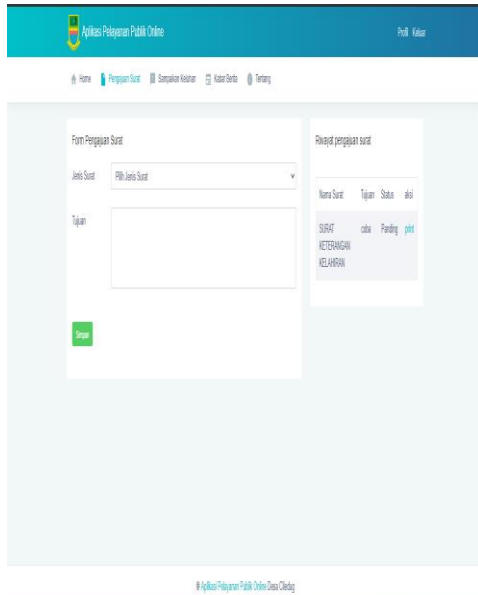 Aplikasi Pelayanan Publik Online
Profil Keluar
Home Pengajuan Surat Sampaikan Keluhan Kabar Berita Tentang
Form Pengajuan Surat
Jenis Surat Pilih Jenis Surat
Tujuan
Simpan
Riwayat pengajuan surat
Nama Surat Tujuan Status aksi
SURAT KETERANGAN KELAHIRAN coba Panding print
© Aplikasi Pelayanan Publik Online Desa Ciledug